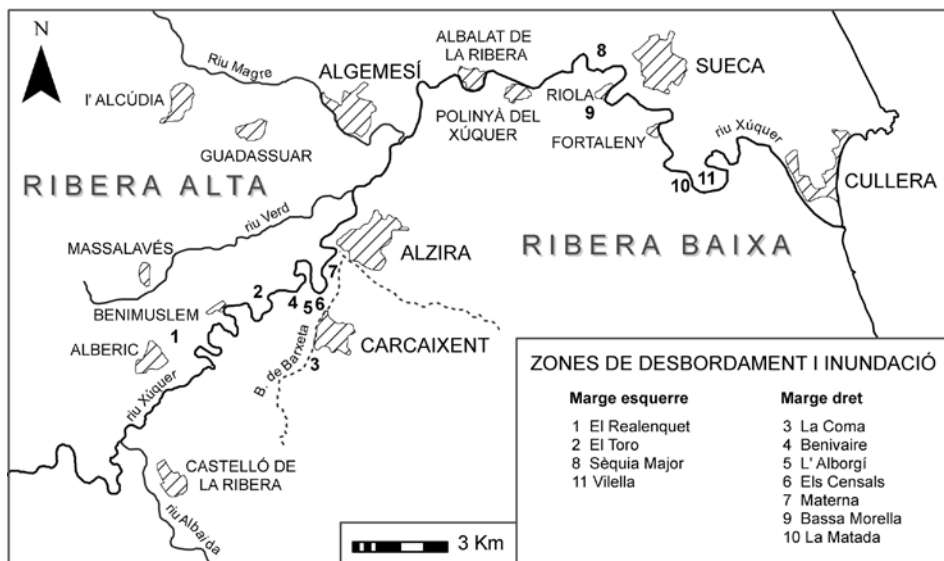 N
Riu Magre
l' ALCÚDIA
GUADASSUAR
ALGEMESÍ
ALBALAT DE
LA RIBERA
POLINYÀ DEL
XÚQUER
8
RIOLA
9
SUECA
FORTALENY
riu Xúquer
10
11
CULLERA
RIBERA ALTA
RIBERA BAIXA
riu Verd
MASSALAVÉS
ALZIRA
7
2
4
5
6
BENIMUSLEM
1
ALBERIC
CARCAIXENT
3
B. de Barxeta
riu Xúquer
CASTELLÓ DE
LA RIBERA
riu Albaida
3 Km
ZONES DE DESBORDAMENT I INUNDACIÓ
Marge esquerre
1 El Realenquet
2 El Toro
8 Sèquia Major
11 Vilella
Marge dret
3 La Coma
4 Benivaire
5 L' Alborgí
6 Els Censals
7 Materna
9 Bassa Morella
10 La Matada